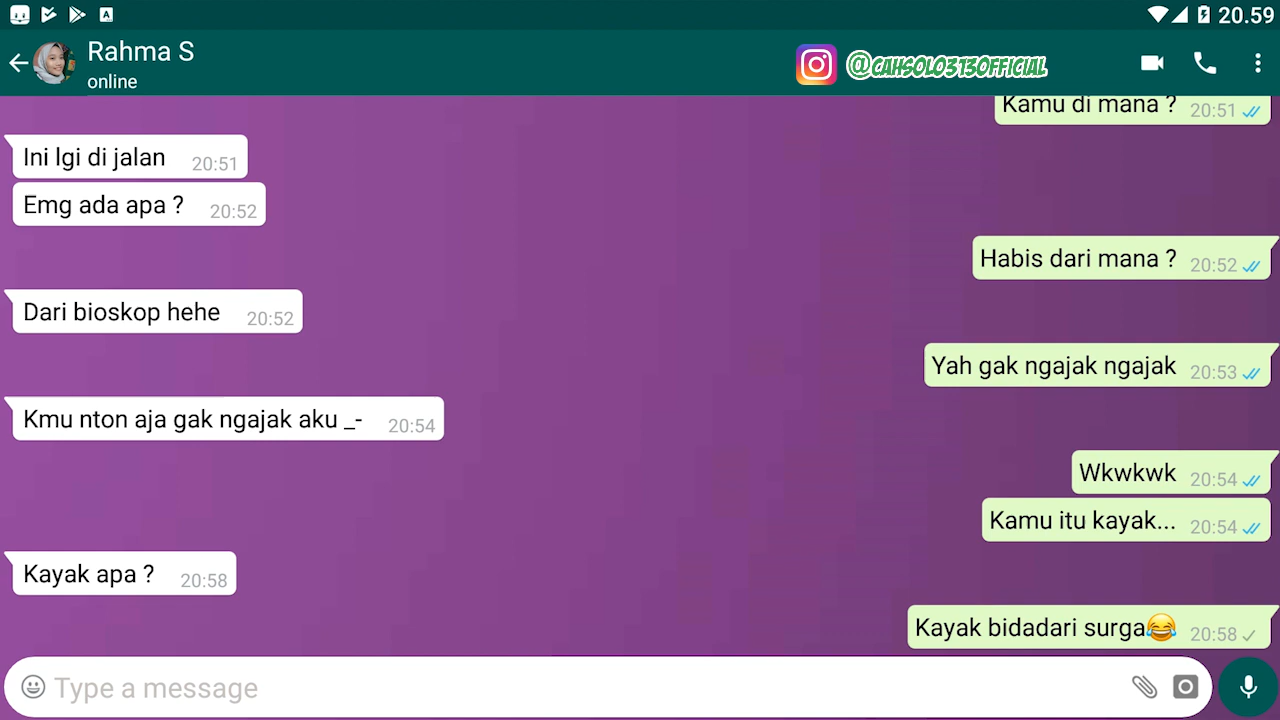 20.59
Rahma S
online
@CAHSOLO313OFFICIAL
Kamu di mana ? 20:51
Ini lgi di jalan 20:51
Emg ada apa ? 20:52
Habis dari mana ? 20:52
Dari bioskop hehe 20:52
Yah gak ngajak ngajak 20:53
Kmu nton aja gak ngajak aku _- 20:54
Wkwkwk 20:54
Kamu itu kayak... 20:54
Kayak apa ? 20:58
Kayak bidadari surga😂 20:58
Type a message